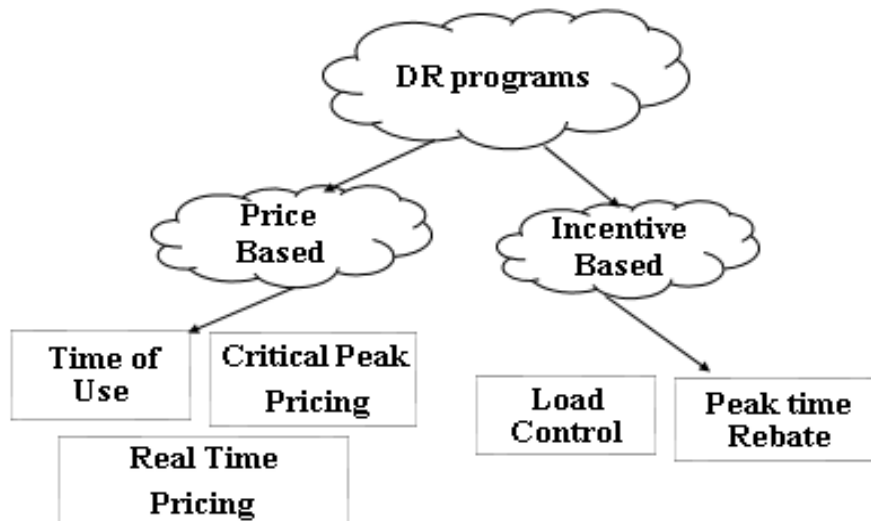 DR programs
Price
Based
Incentive
Based
Time of
Use
Critical Peak
Pricing
Real Time
Pricing
Load
Control
Peak time
Rebate